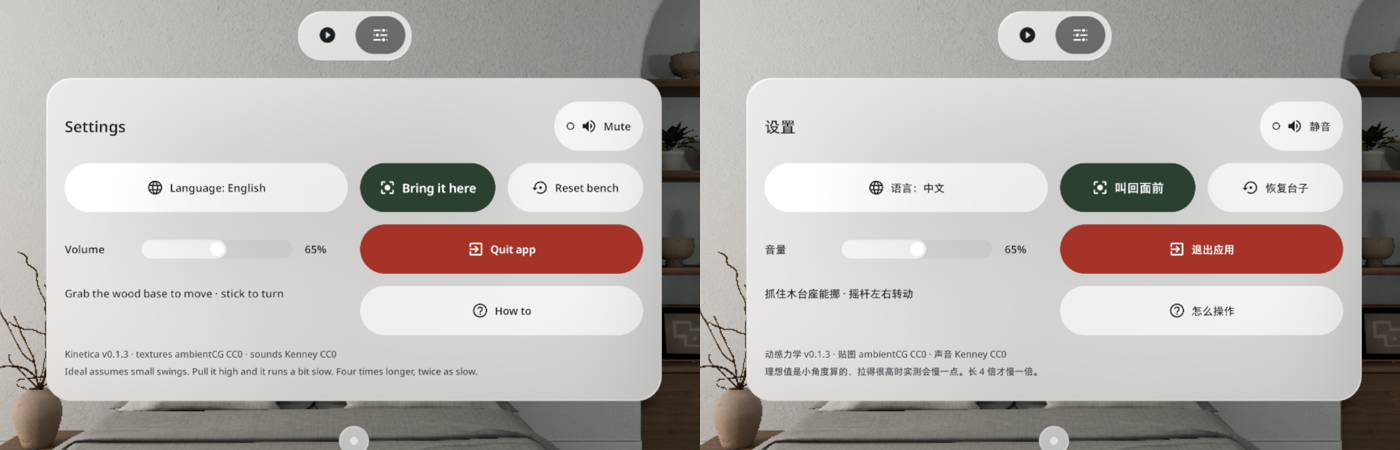 Settings
Mute
Language: English
Bring it here
Reset bench
Volume
65%
Quit app
Grab the wood base to move · stick to turn
How to
Kinetica v0.1.3 · textures ambientCG CC0 · sounds Kenney CC0
Ideal assumes small swings. Pull it high and it runs a bit slow. Four times longer, twice as slow.
设置
静音
语言：中文
叫回面前
恢复台子
音量
65%
退出应用
抓住木台座能挪 · 摇杆左右转动
怎么操作
动感力学 v0.1.3 · 贴图 ambientCG CC0 · 声音 Kenney CC0
理想值是小角度算的，拉得很高时实测会慢一点。长 4 倍才慢一倍。